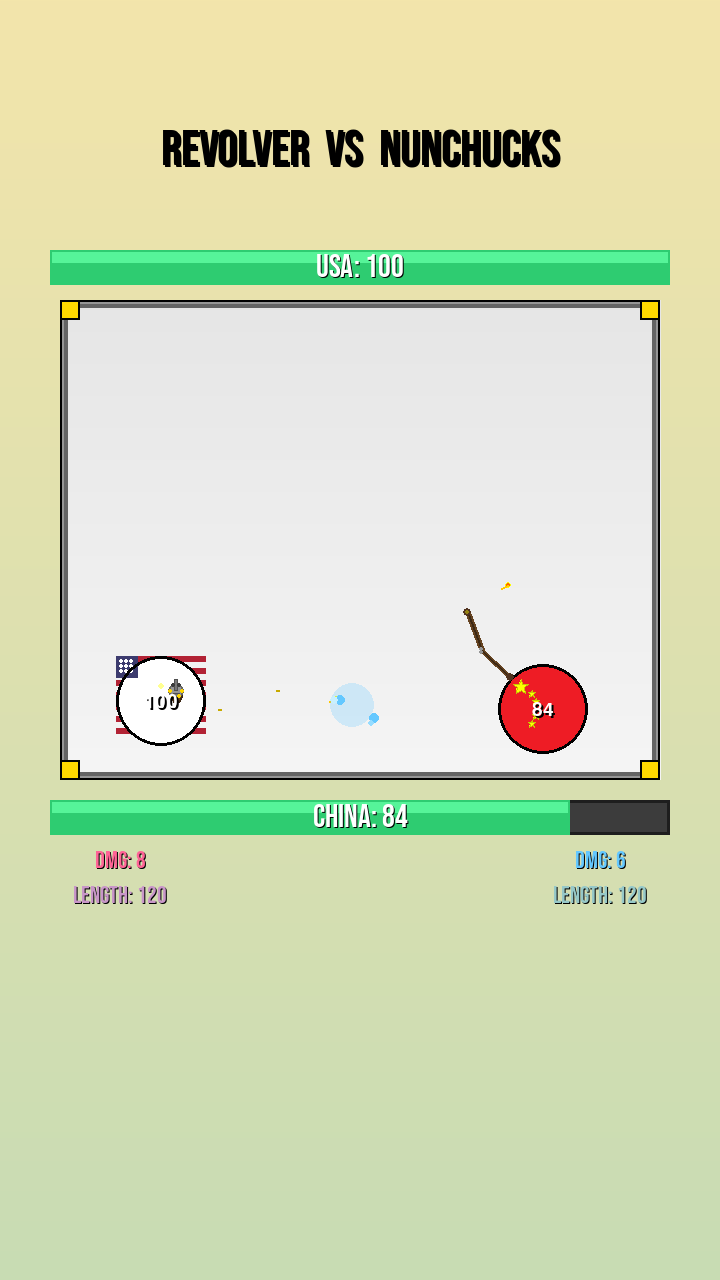 REVOLVER VS NUNCHUCKS
USA: 100
100
84
CHINA: 84
DMG: 8
DMG: 6
LENGTH: 120
LENGTH: 120